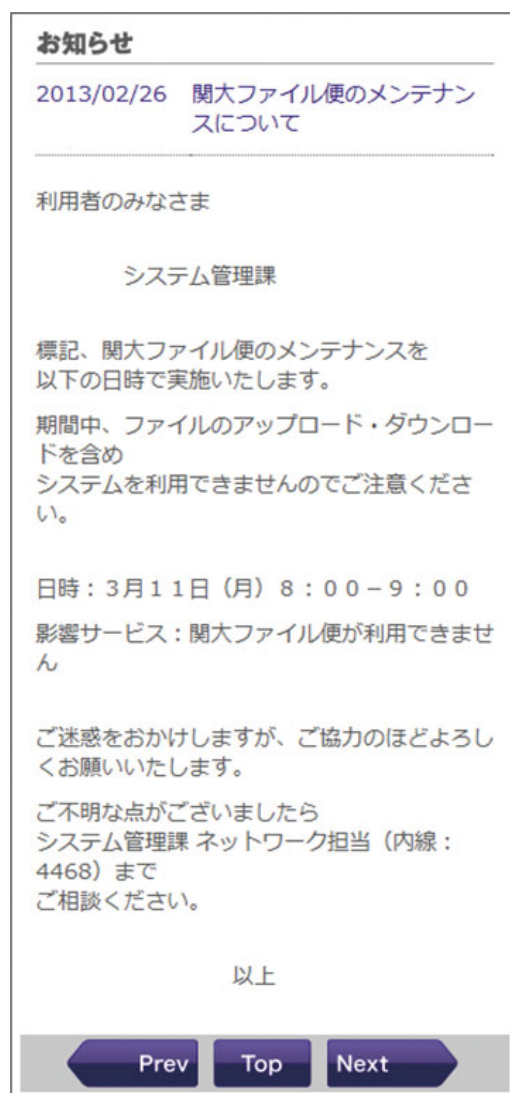 お知らせ
2013/02/26 関大ファイル便のメンテナン
スについて
利用者のみなさま
システム管理課
標記、関大ファイル便のメンテナンスを
以下の日時で実施いたします。
期間中、ファイルのアップロード・ダウンロー
ドを含め
システムを利用できませんのでご注意くださ
い。
日時：３月１１日（月）８：００－９：００
影響サービス：関大ファイル便が利用できませ
ん
ご迷惑をおかけしますが、ご協力のほどよろし
くお願いいたします。
ご不明な点がございましたら
システム管理課 ネットワーク担当（内線：
4468）まで
ご相談ください。
以上
Prev Top Next